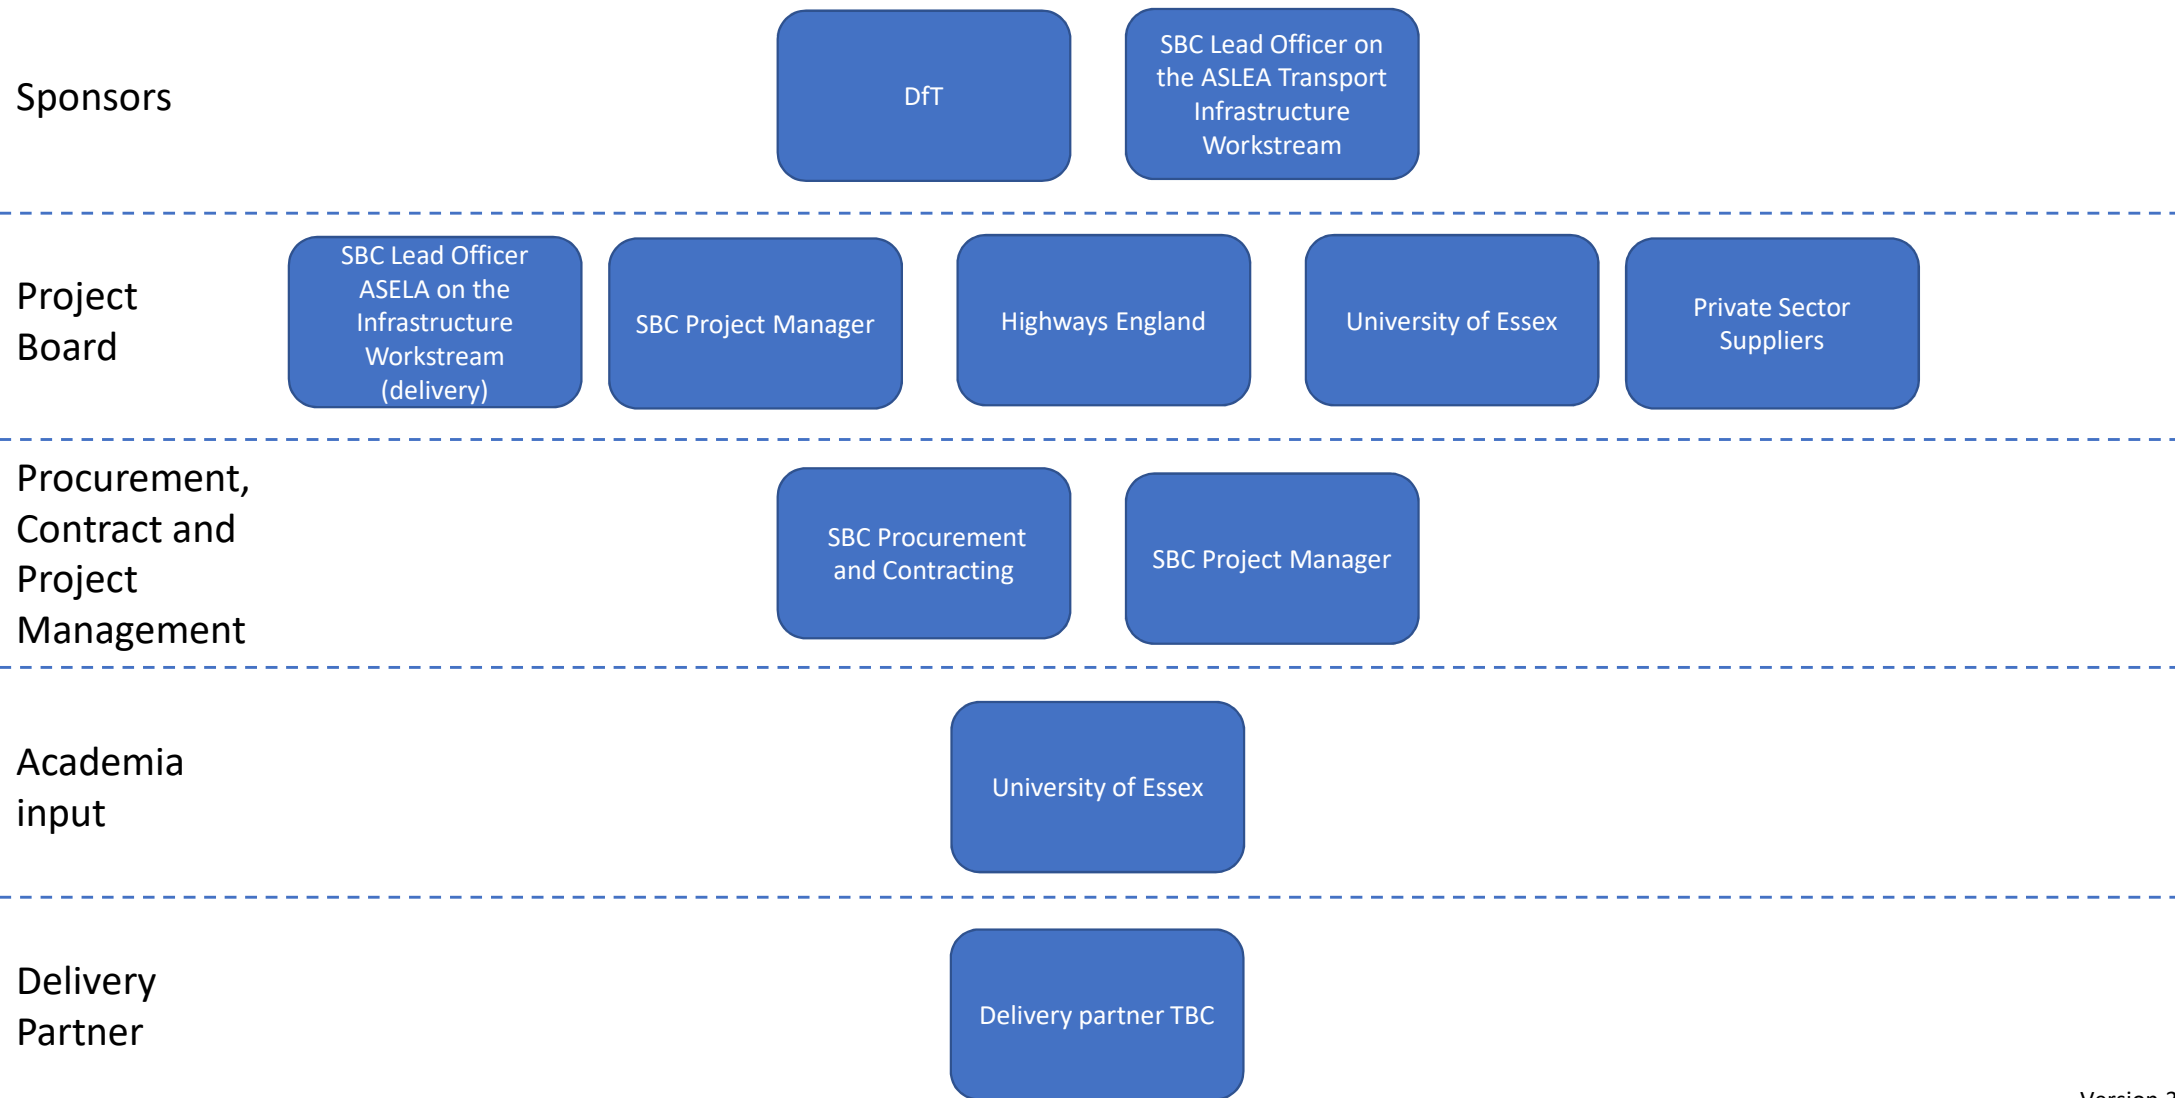 Sponsors
DfT
SBC Lead Officer on
the ASLEA Transport
Infrastructure
Workstream
Project
Board
SBC Lead Officer
ASELA on the
Infrastructure
Workstream
(delivery)
SBC Project Manager
Highways England
University of Essex
Private Sector
Suppliers
Procurement,
Contract and
Project
Management
SBC Procurement
and Contracting
SBC Project Manager
Academia
input
University of Essex
Delivery
Partner
Delivery partner TBC
Version